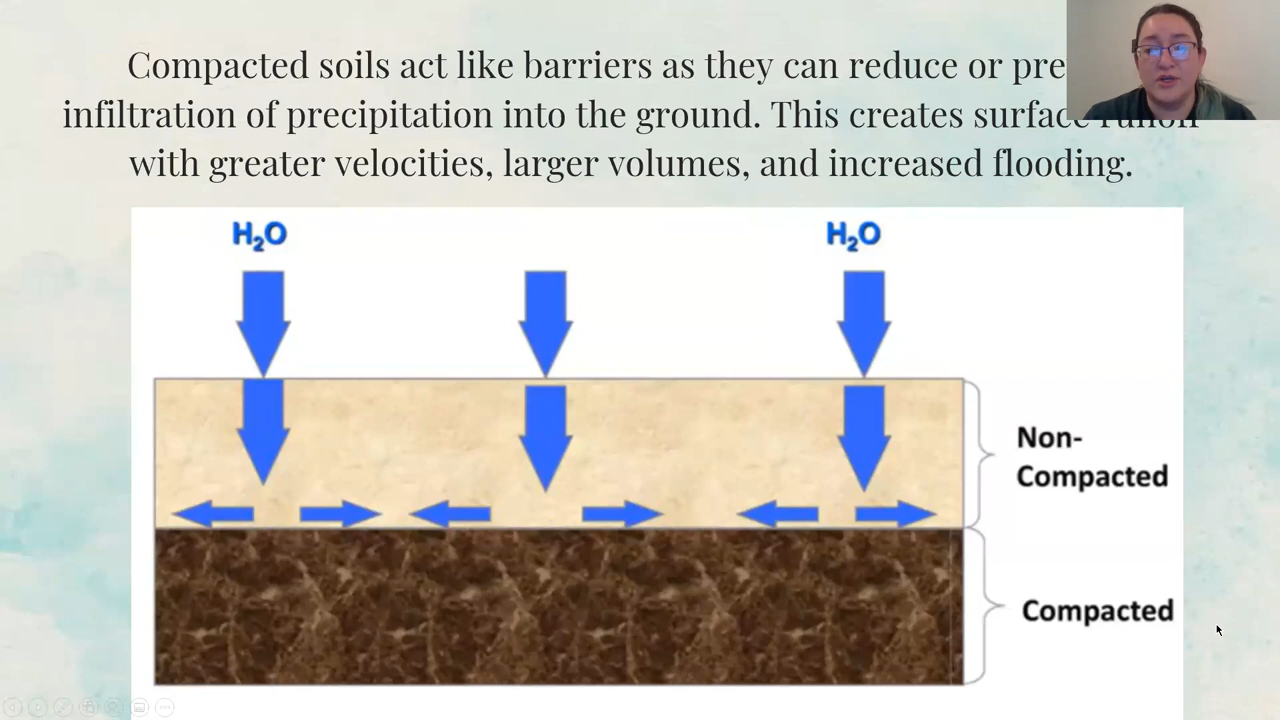 Compacted soils act like barriers as they can reduce or pre
infiltration of precipitation into the ground. This creates surface runoff
with greater velocities, larger volumes, and increased flooding.
H₂O H₂O
Non-
Compacted
Compacted